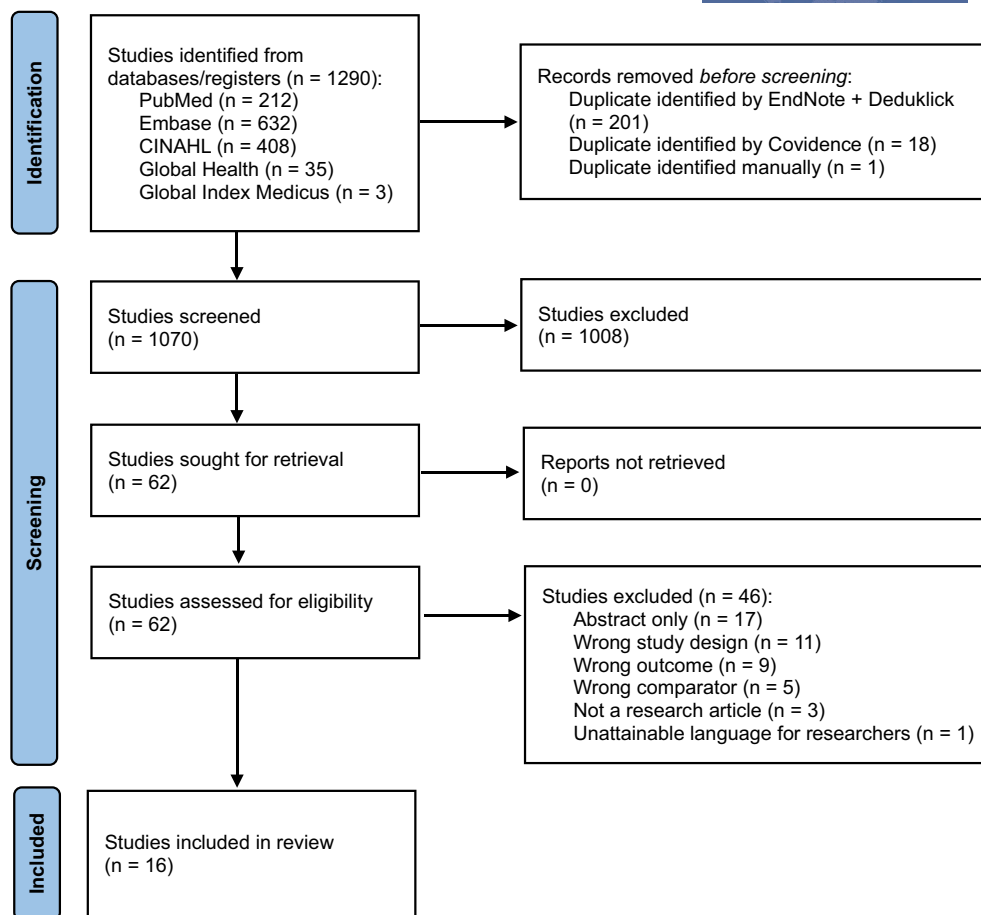 Identification
Studies identified from
databases/registers (n = 1290):
PubMed (n = 212)
Embase (n = 632)
CINAHL (n = 408)
Global Health (n = 35)
Global Index Medicus (n = 3)
Records removed before screening:
Duplicate identified by EndNote + Deduklick
(n = 201)
Duplicate identified by Covidence (n = 18)
Duplicate identified manually (n = 1)
Screening
Studies screened
(n = 1070)
Studies excluded
(n = 1008)
Studies sought for retrieval
(n = 62)
Reports not retrieved
(n = 0)
Studies assessed for eligibility
(n = 62)
Studies excluded (n = 46):
Abstract only (n = 17)
Wrong study design (n = 11)
Wrong outcome (n = 9)
Wrong comparator (n = 5)
Not a research article (n = 3)
Unattainable language for researchers (n = 1)
Included
Studies included in review
(n = 16)